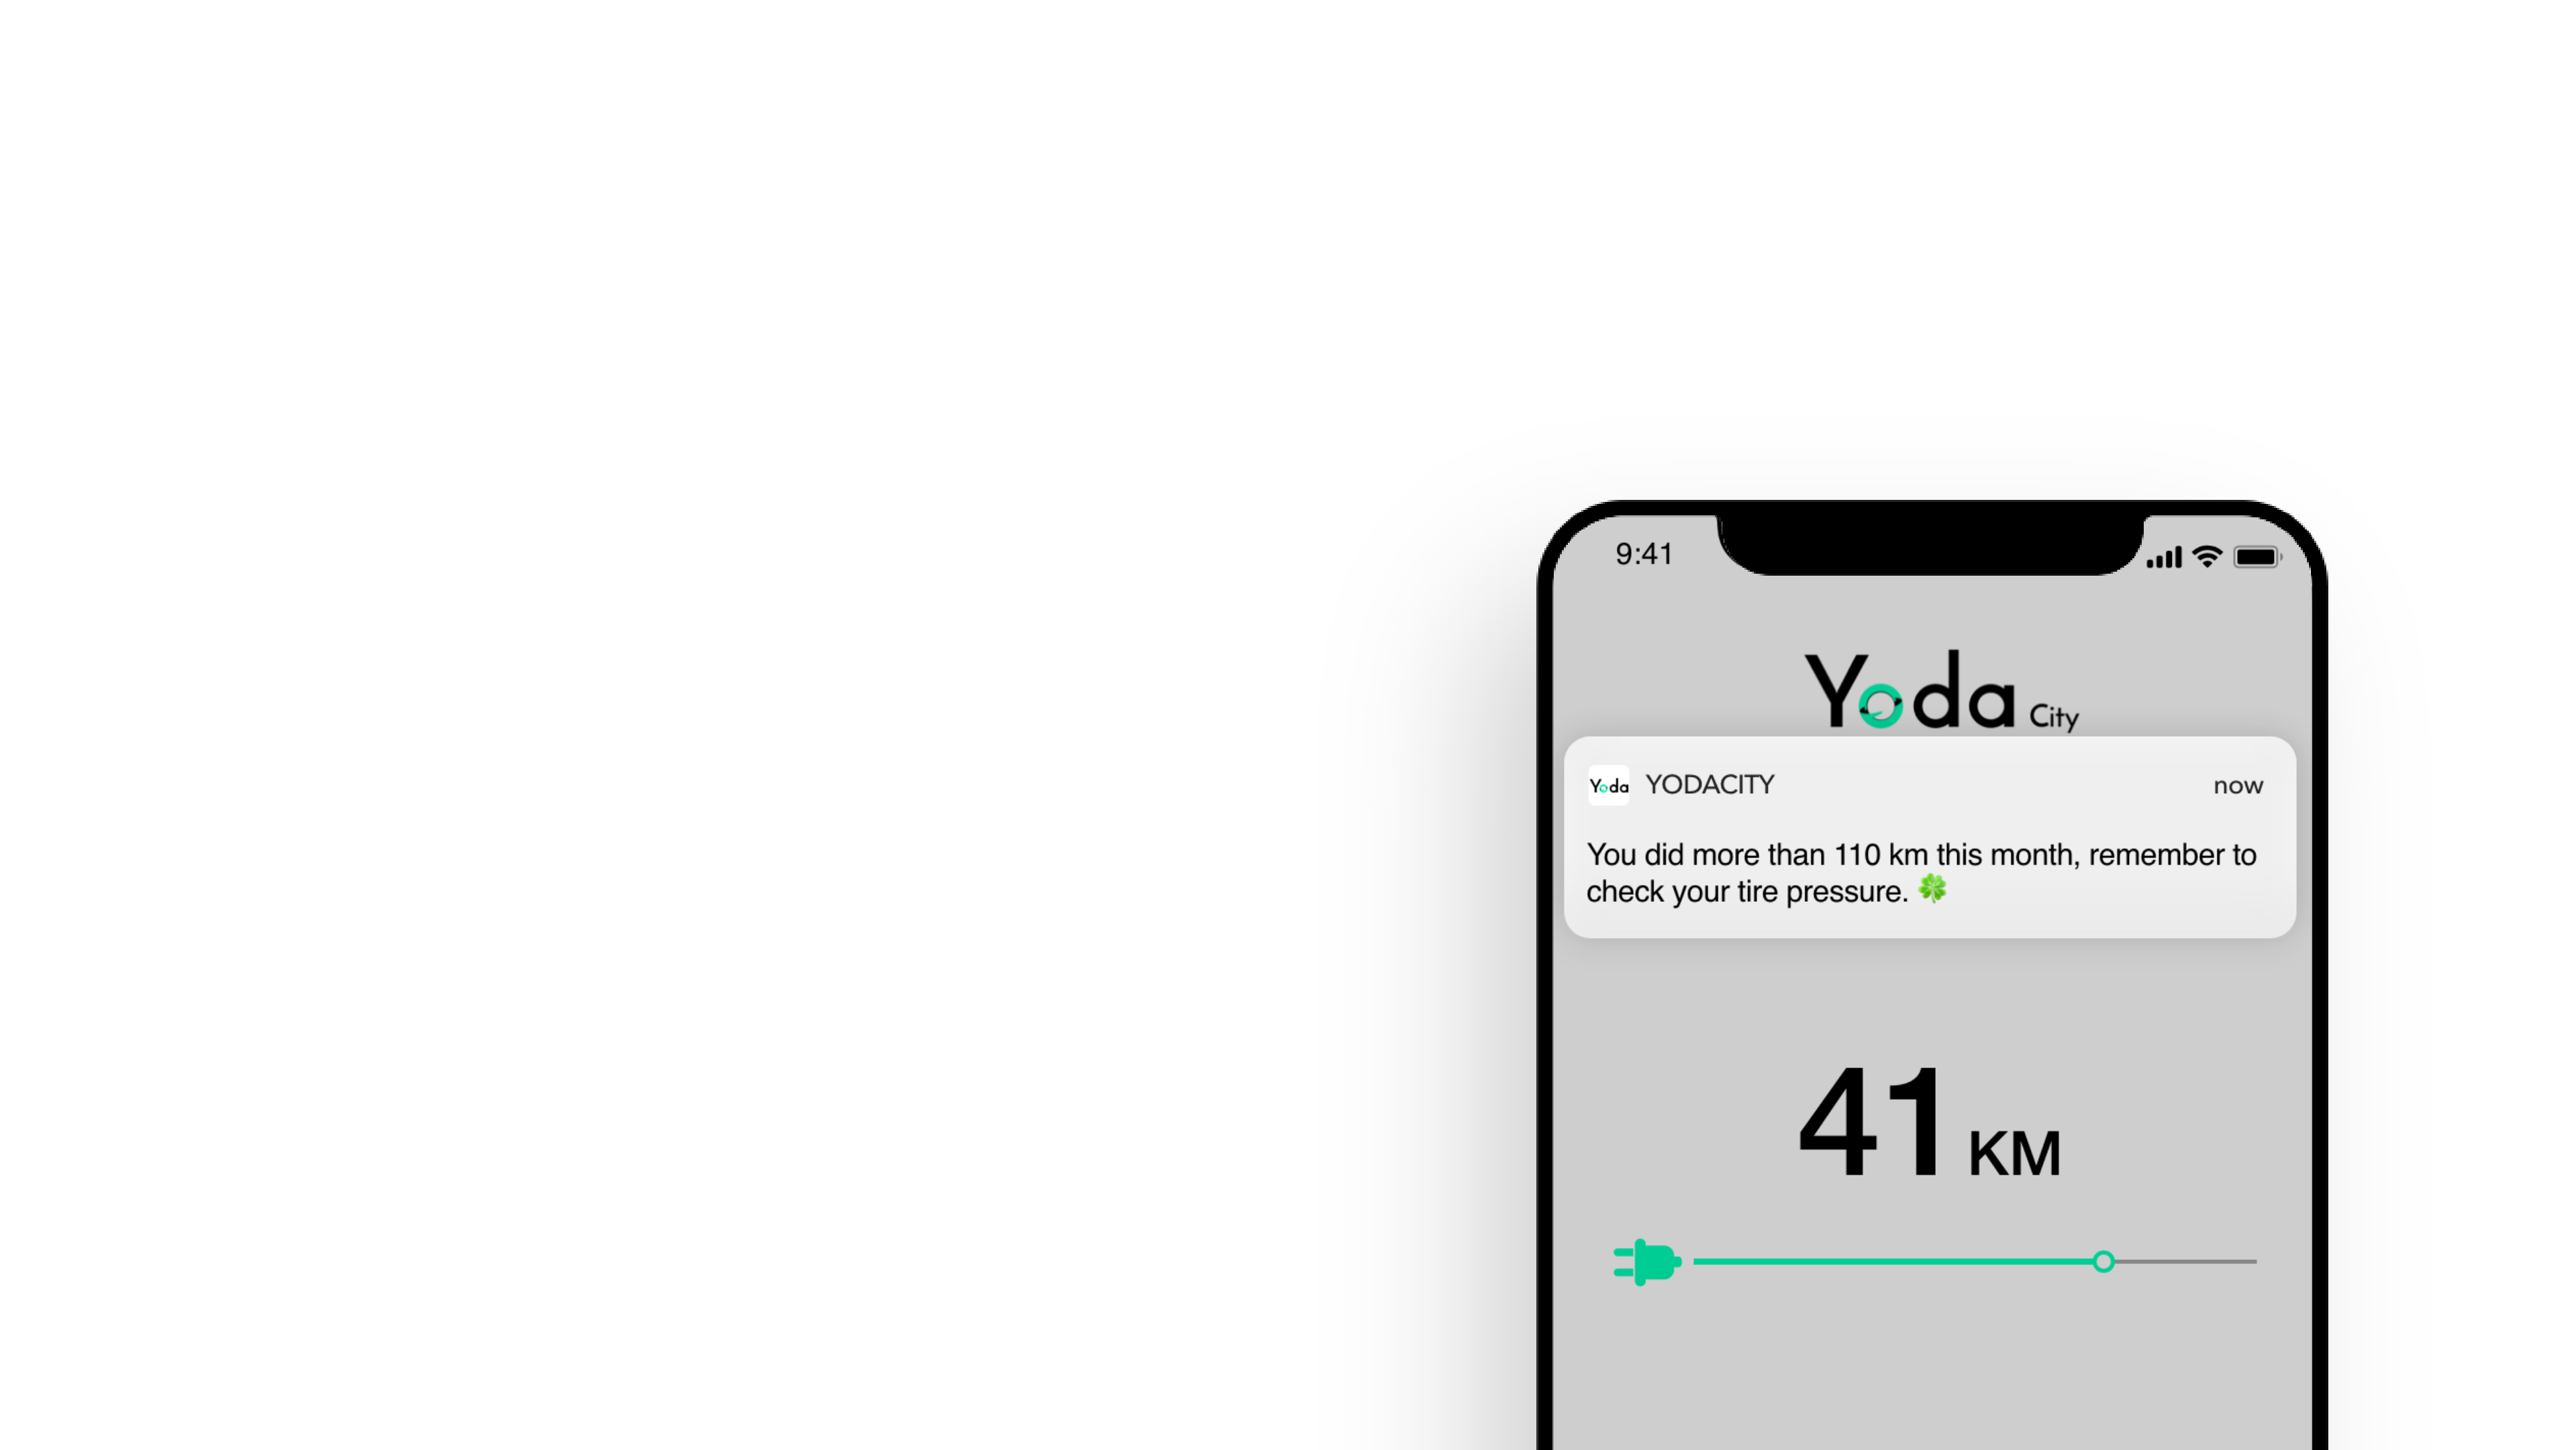 9:41
Yoda City
Yoda YODACITY now
You did more than 110 km this month, remember to
check your tire pressure. 🍀
41 KM